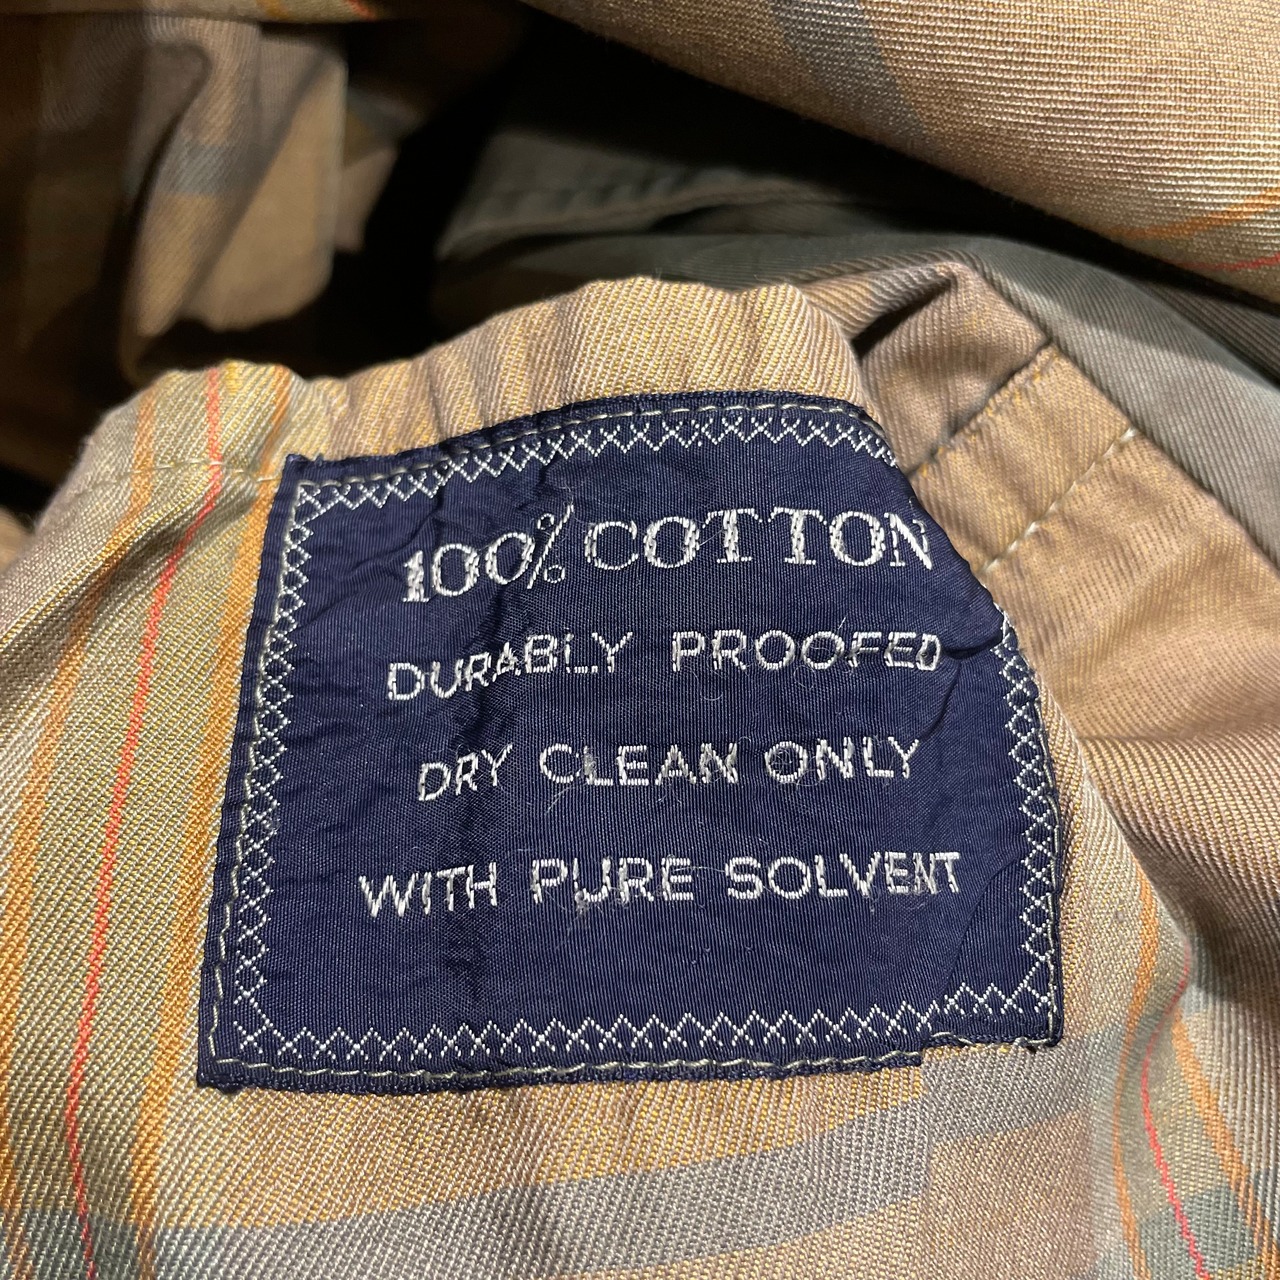 100% COTTON
DURABLY PROOFED
DRY CLEAN ONLY
WITH PURE SOLVENT